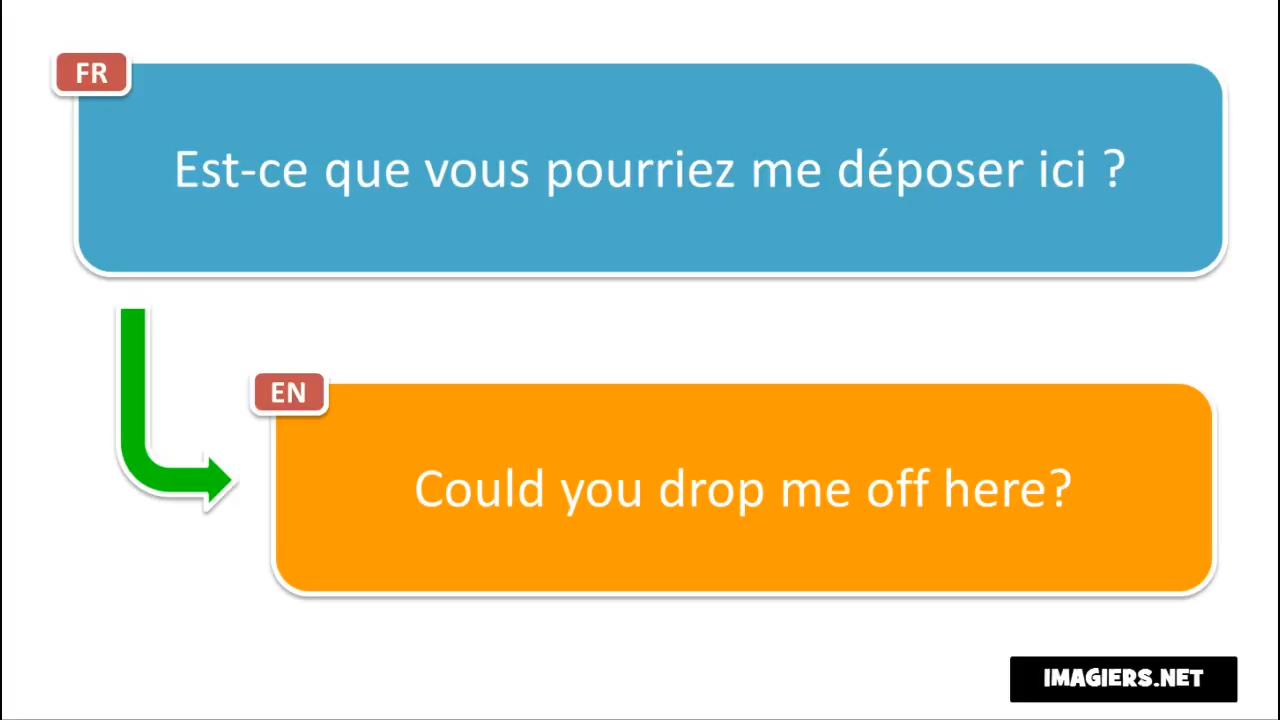 FR
Est-ce que vous pourriez me déposer ici ?
EN
Could you drop me off here?
IMAGIERS.NET